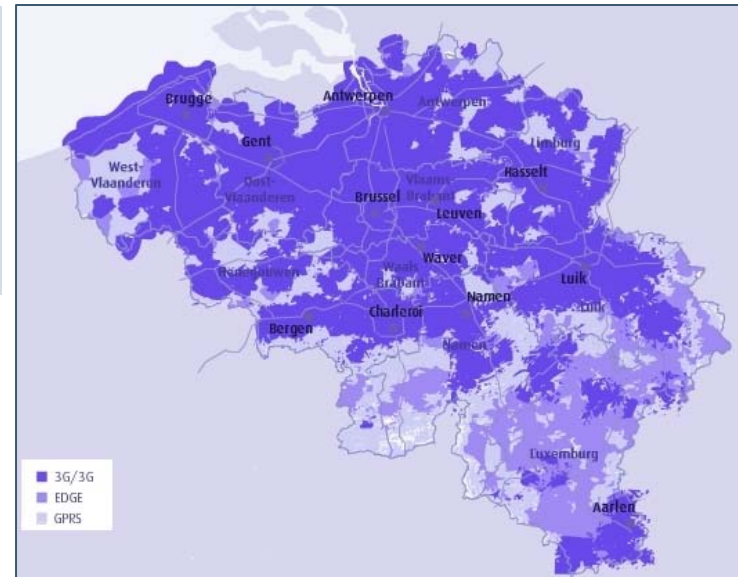 Brugge
Antwerpen
Antwerpen
Gent
Limburg
West-
Vlaanderen
Oost-
Vlaanderen
Vlaams-
Brabant
Hasselt
Brussel
Leuven
Waver
Henegouwen
Waals
Brabant
Luik
Namen
Luik
Bergen
Charleroi
Namen
Luxemburg
Aarlen
3G/3G
EDGE
GPRS